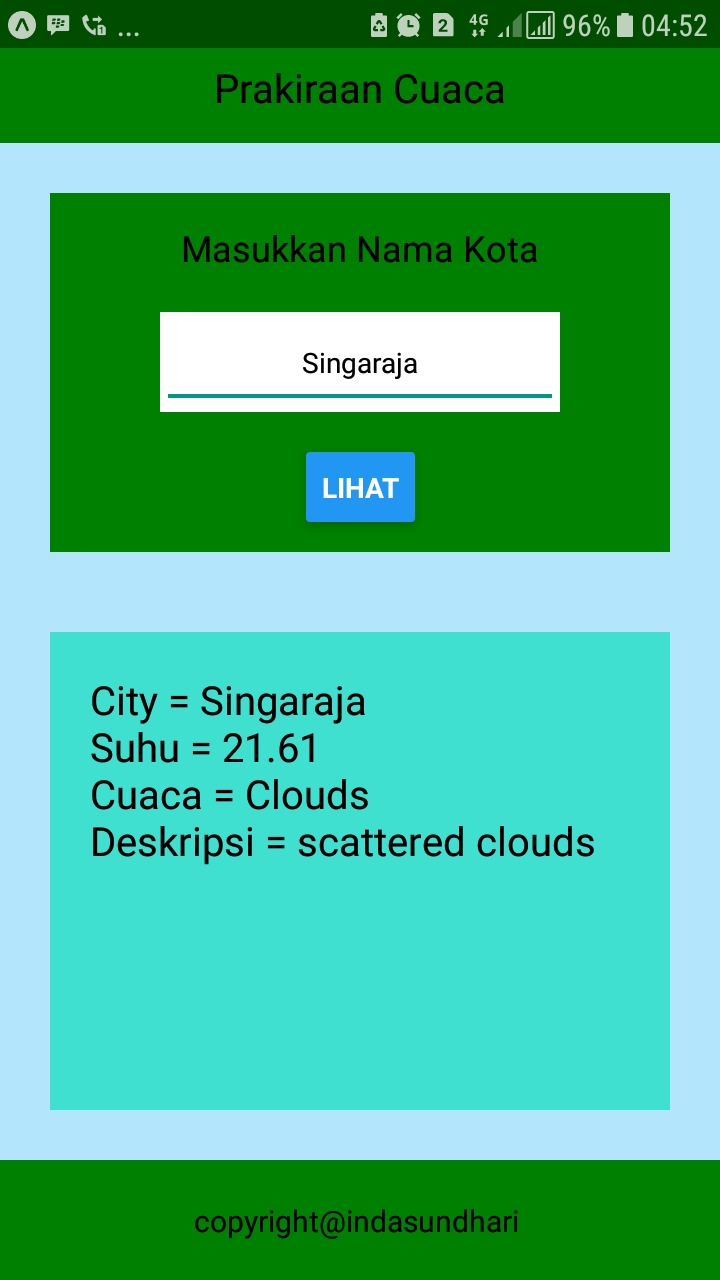 ... 2 4G 96% 04:52
Prakiraan Cuaca
Masukkan Nama Kota
Singaraja
LIHAT
City = Singaraja
Suhu = 21.61
Cuaca = Clouds
Deskripsi = scattered clouds
copyright@indasundhari